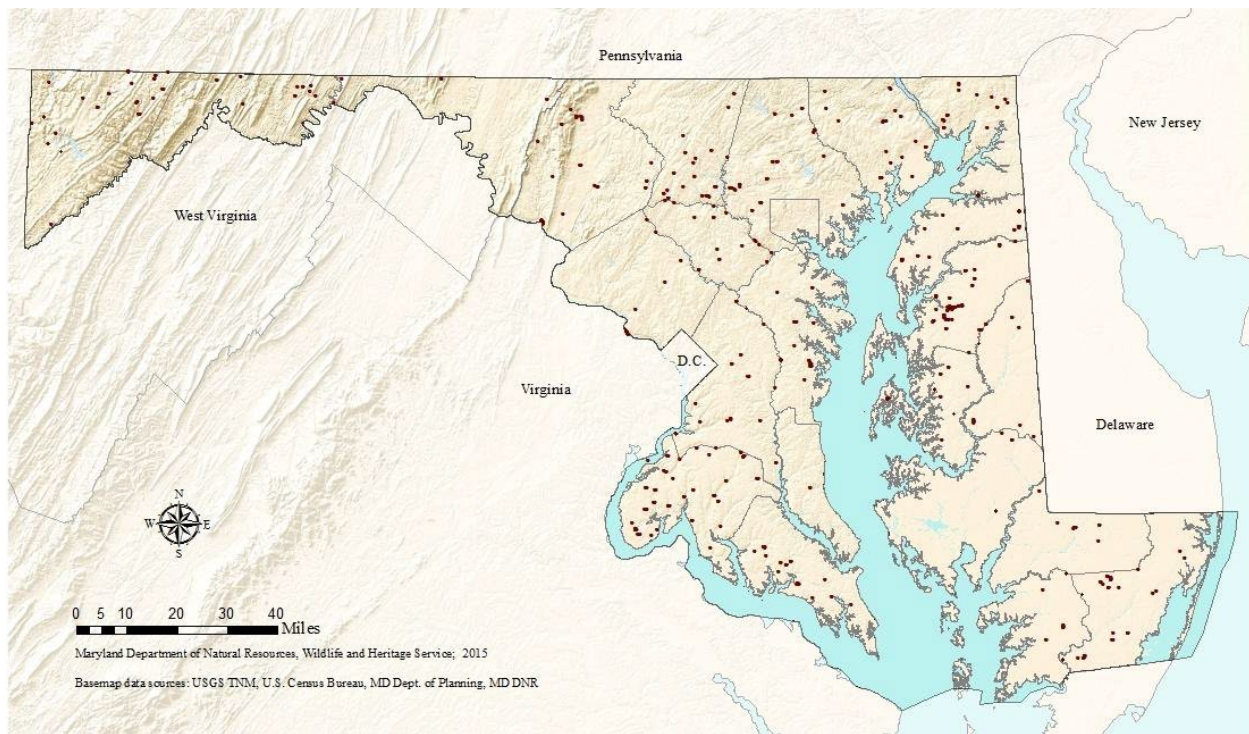 Pennsylvania
New Jersey
West Virginia
D.C.
Virginia
Delaware
N
W E
S
0 5 10 20 30 40
Miles
Maryland Department of Natural Resources, Wildlife and Heritage Service; 2015
Basemap data sources: USGS TNM, U.S. Census Bureau, MD Dept. of Planning, MD DNR